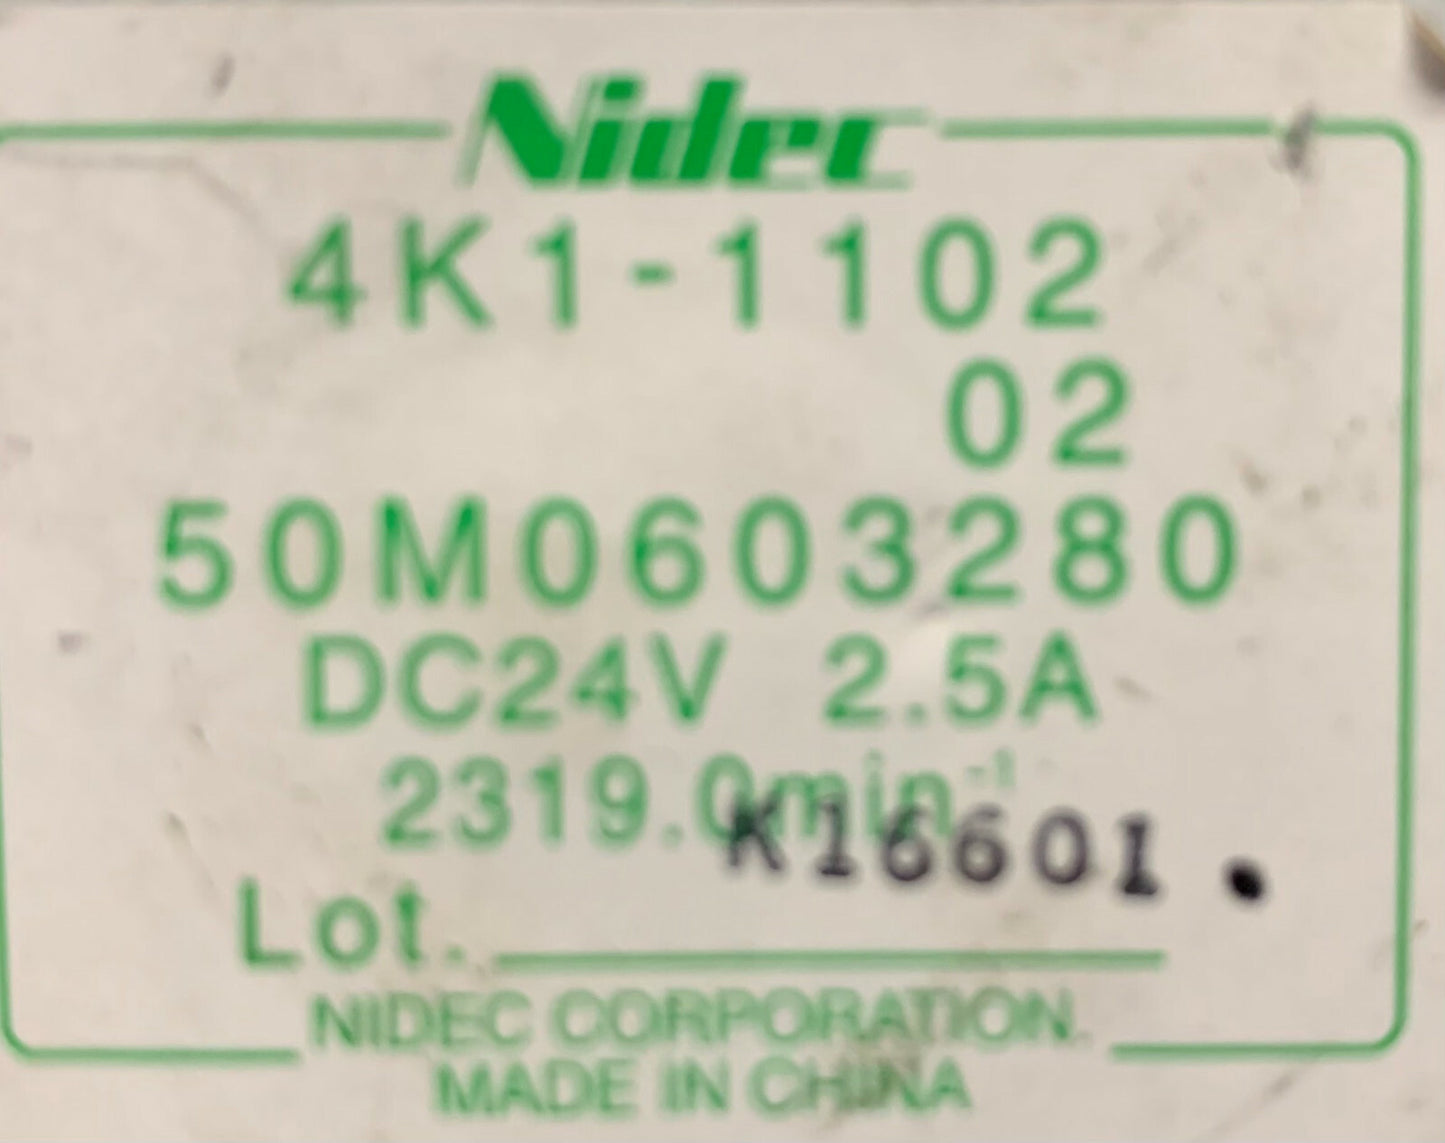 Nidec
4K1-1102
02
50M0603280
DC24V 2.5A
2319.0min⁻¹
K16601.
Lot.
NIDEC CORPORATION
MADE IN CHINA